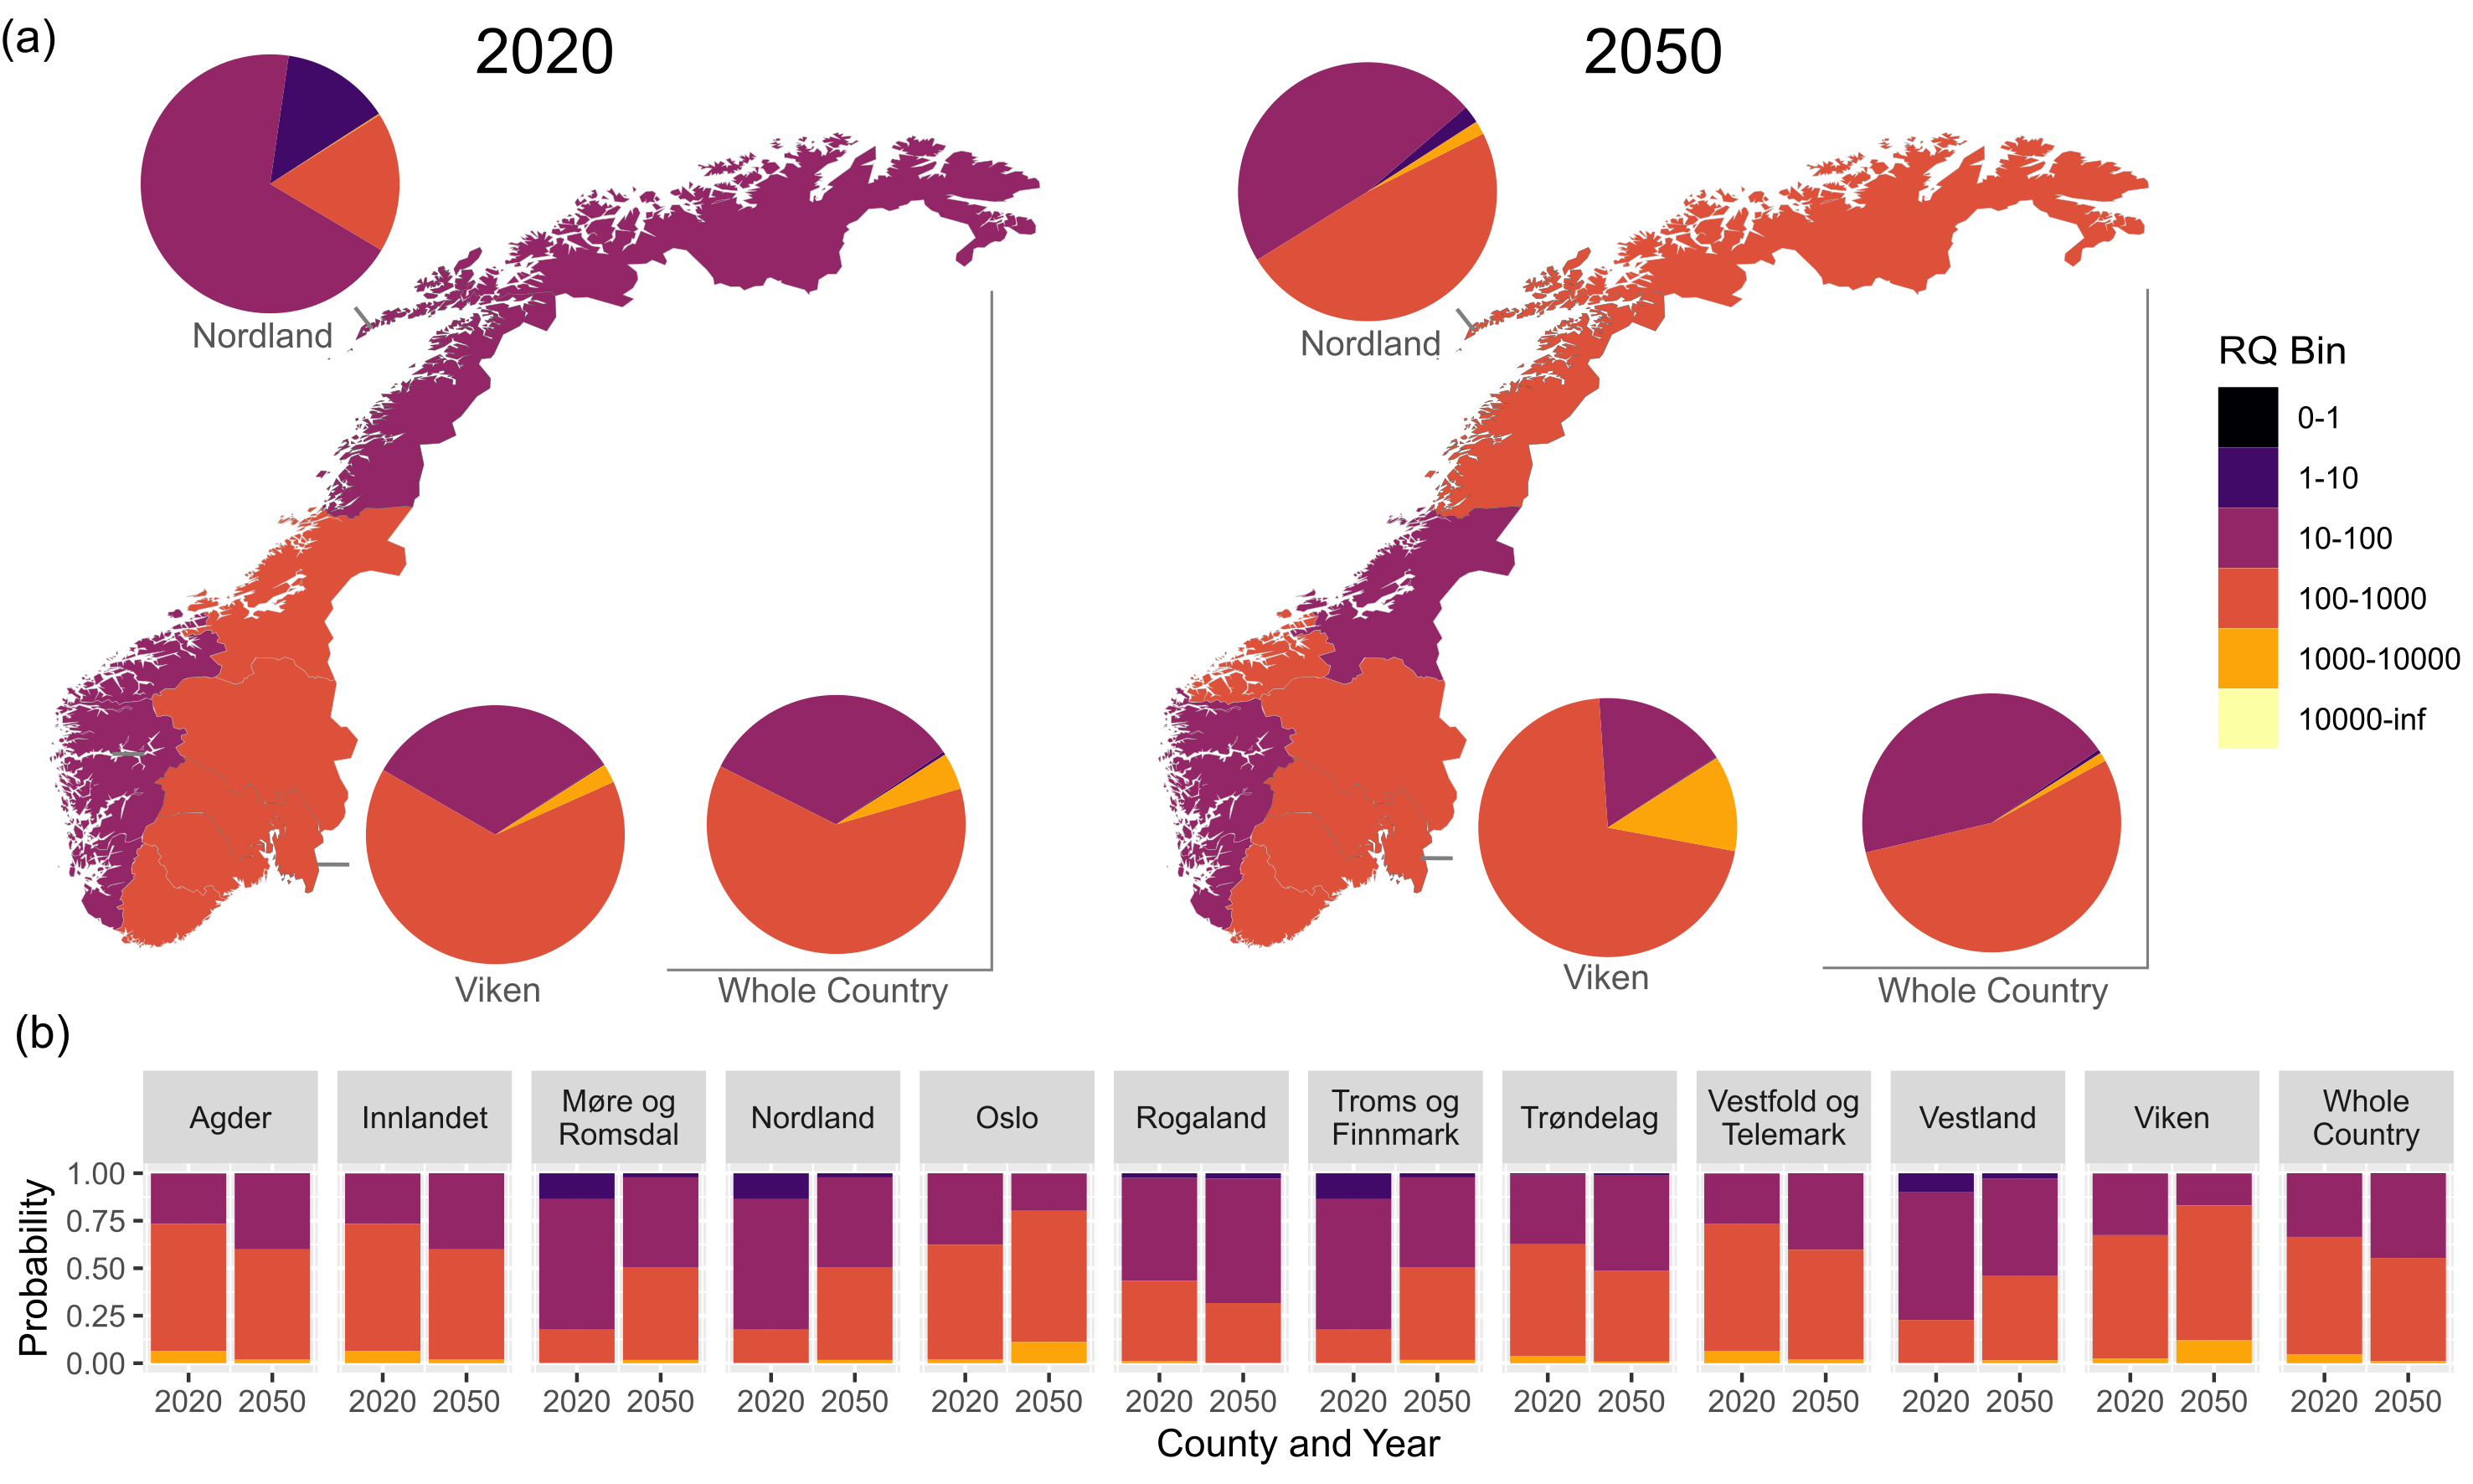 (a)
2020
2050
Nordland
Nordland
Viken
Whole Country
Viken
Whole Country
RQ Bin
0-1
1-10
10-100
100-1000
1000-10000
10000-inf
(b)
Agder
Innlandet
Møre og
Romsdal
Nordland
Oslo
Rogaland
Troms og
Finnmark
Trøndelag
Vestfold og
Telemark
Vestland
Viken
Whole
Country
Probability
1.00
0.75
0.50
0.25
0.00
2020 2050
2020 2050
2020 2050
2020 2050
2020 2050
2020 2050
2020 2050
2020 2050
2020 2050
2020 2050
2020 2050
2020 2050
County and Year